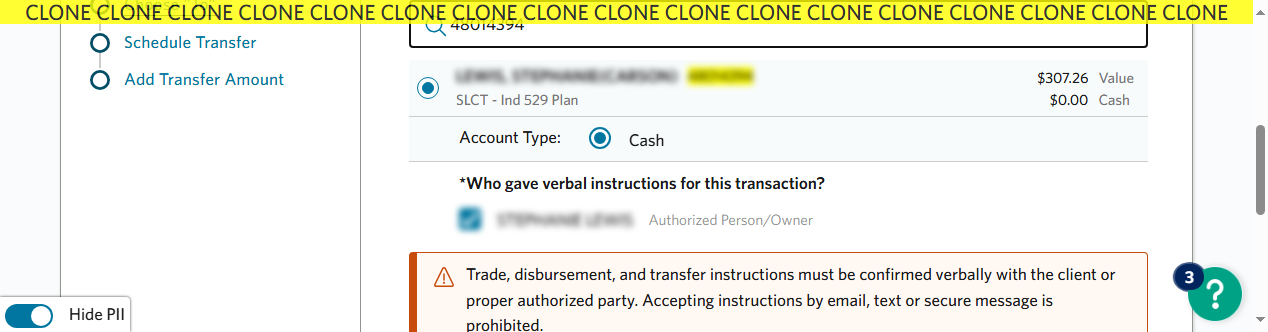 CLONE CLONE CLONE CLONE CLONE CLONE CLONE CLONE CLONE CLONE CLONE CLONE CLONE CLONE CLONE CLONE CLONE
Schedule Transfer
Add Transfer Amount
48014394
$307.26 Value
SLCT - Ind 529 Plan
$0.00 Cash
Account Type:
Cash
*Who gave verbal instructions for this transaction?
Authorized Person/Owner
Trade, disbursement, and transfer instructions must be confirmed verbally with the client or
proper authorized party. Accepting instructions by email, text or secure message is
prohibited.
3
?
Hide PII